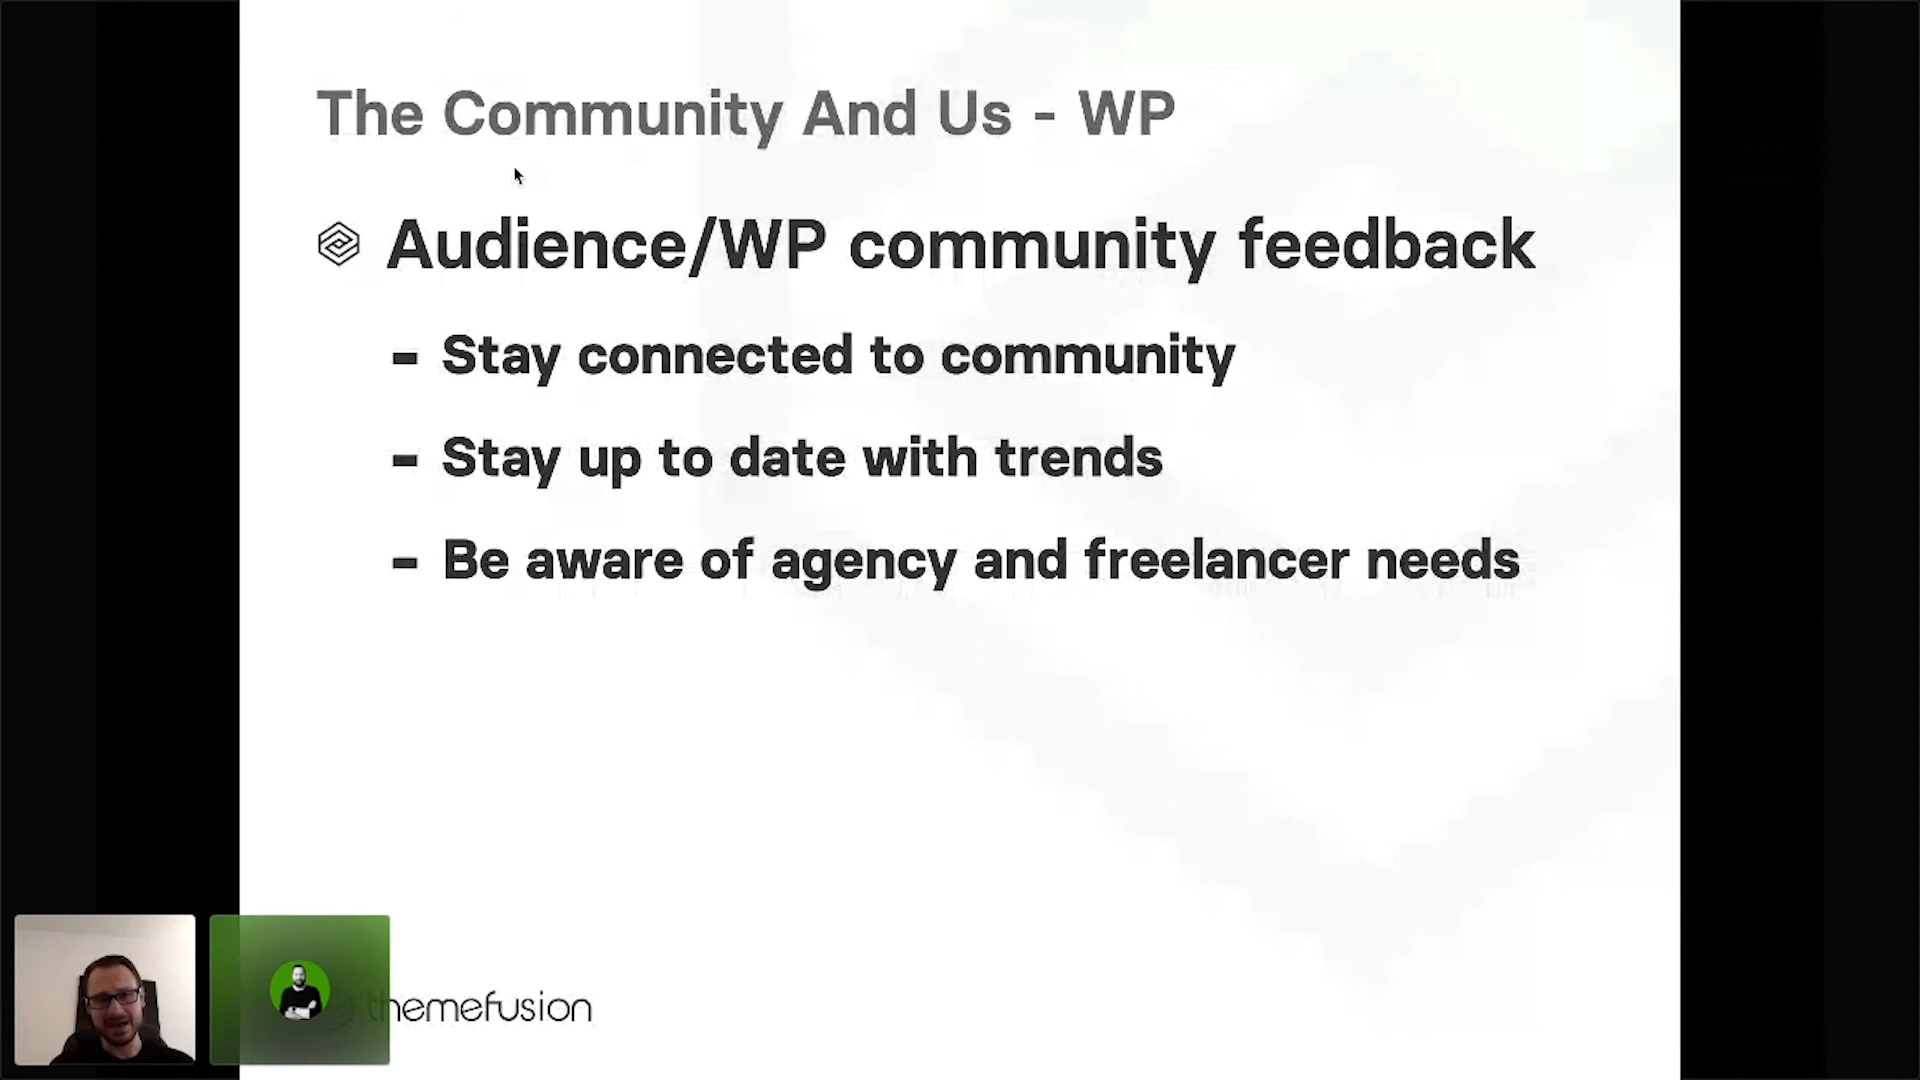 The Community And Us - WP
Audience/WP community feedback
- Stay connected to community
- Stay up to date with trends
- Be aware of agency and freelancer needs
themefusion